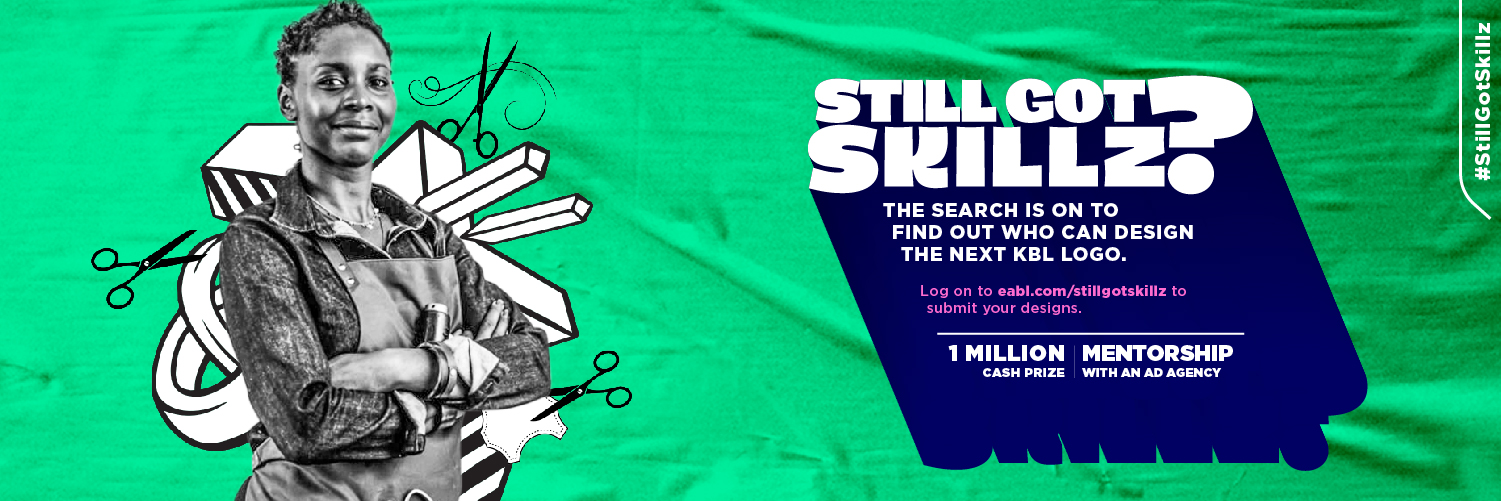 STILL GOT
SKILLZ?
THE SEARCH IS ON TO
FIND OUT WHO CAN DESIGN
THE NEXT KBL LOGO.
Log on to eabl.com/stillgotskillz to
submit your designs.
1 MILLION
CASH PRIZE
MENTORSHIP
WITH AN AD AGENCY
#StillGotSkillz